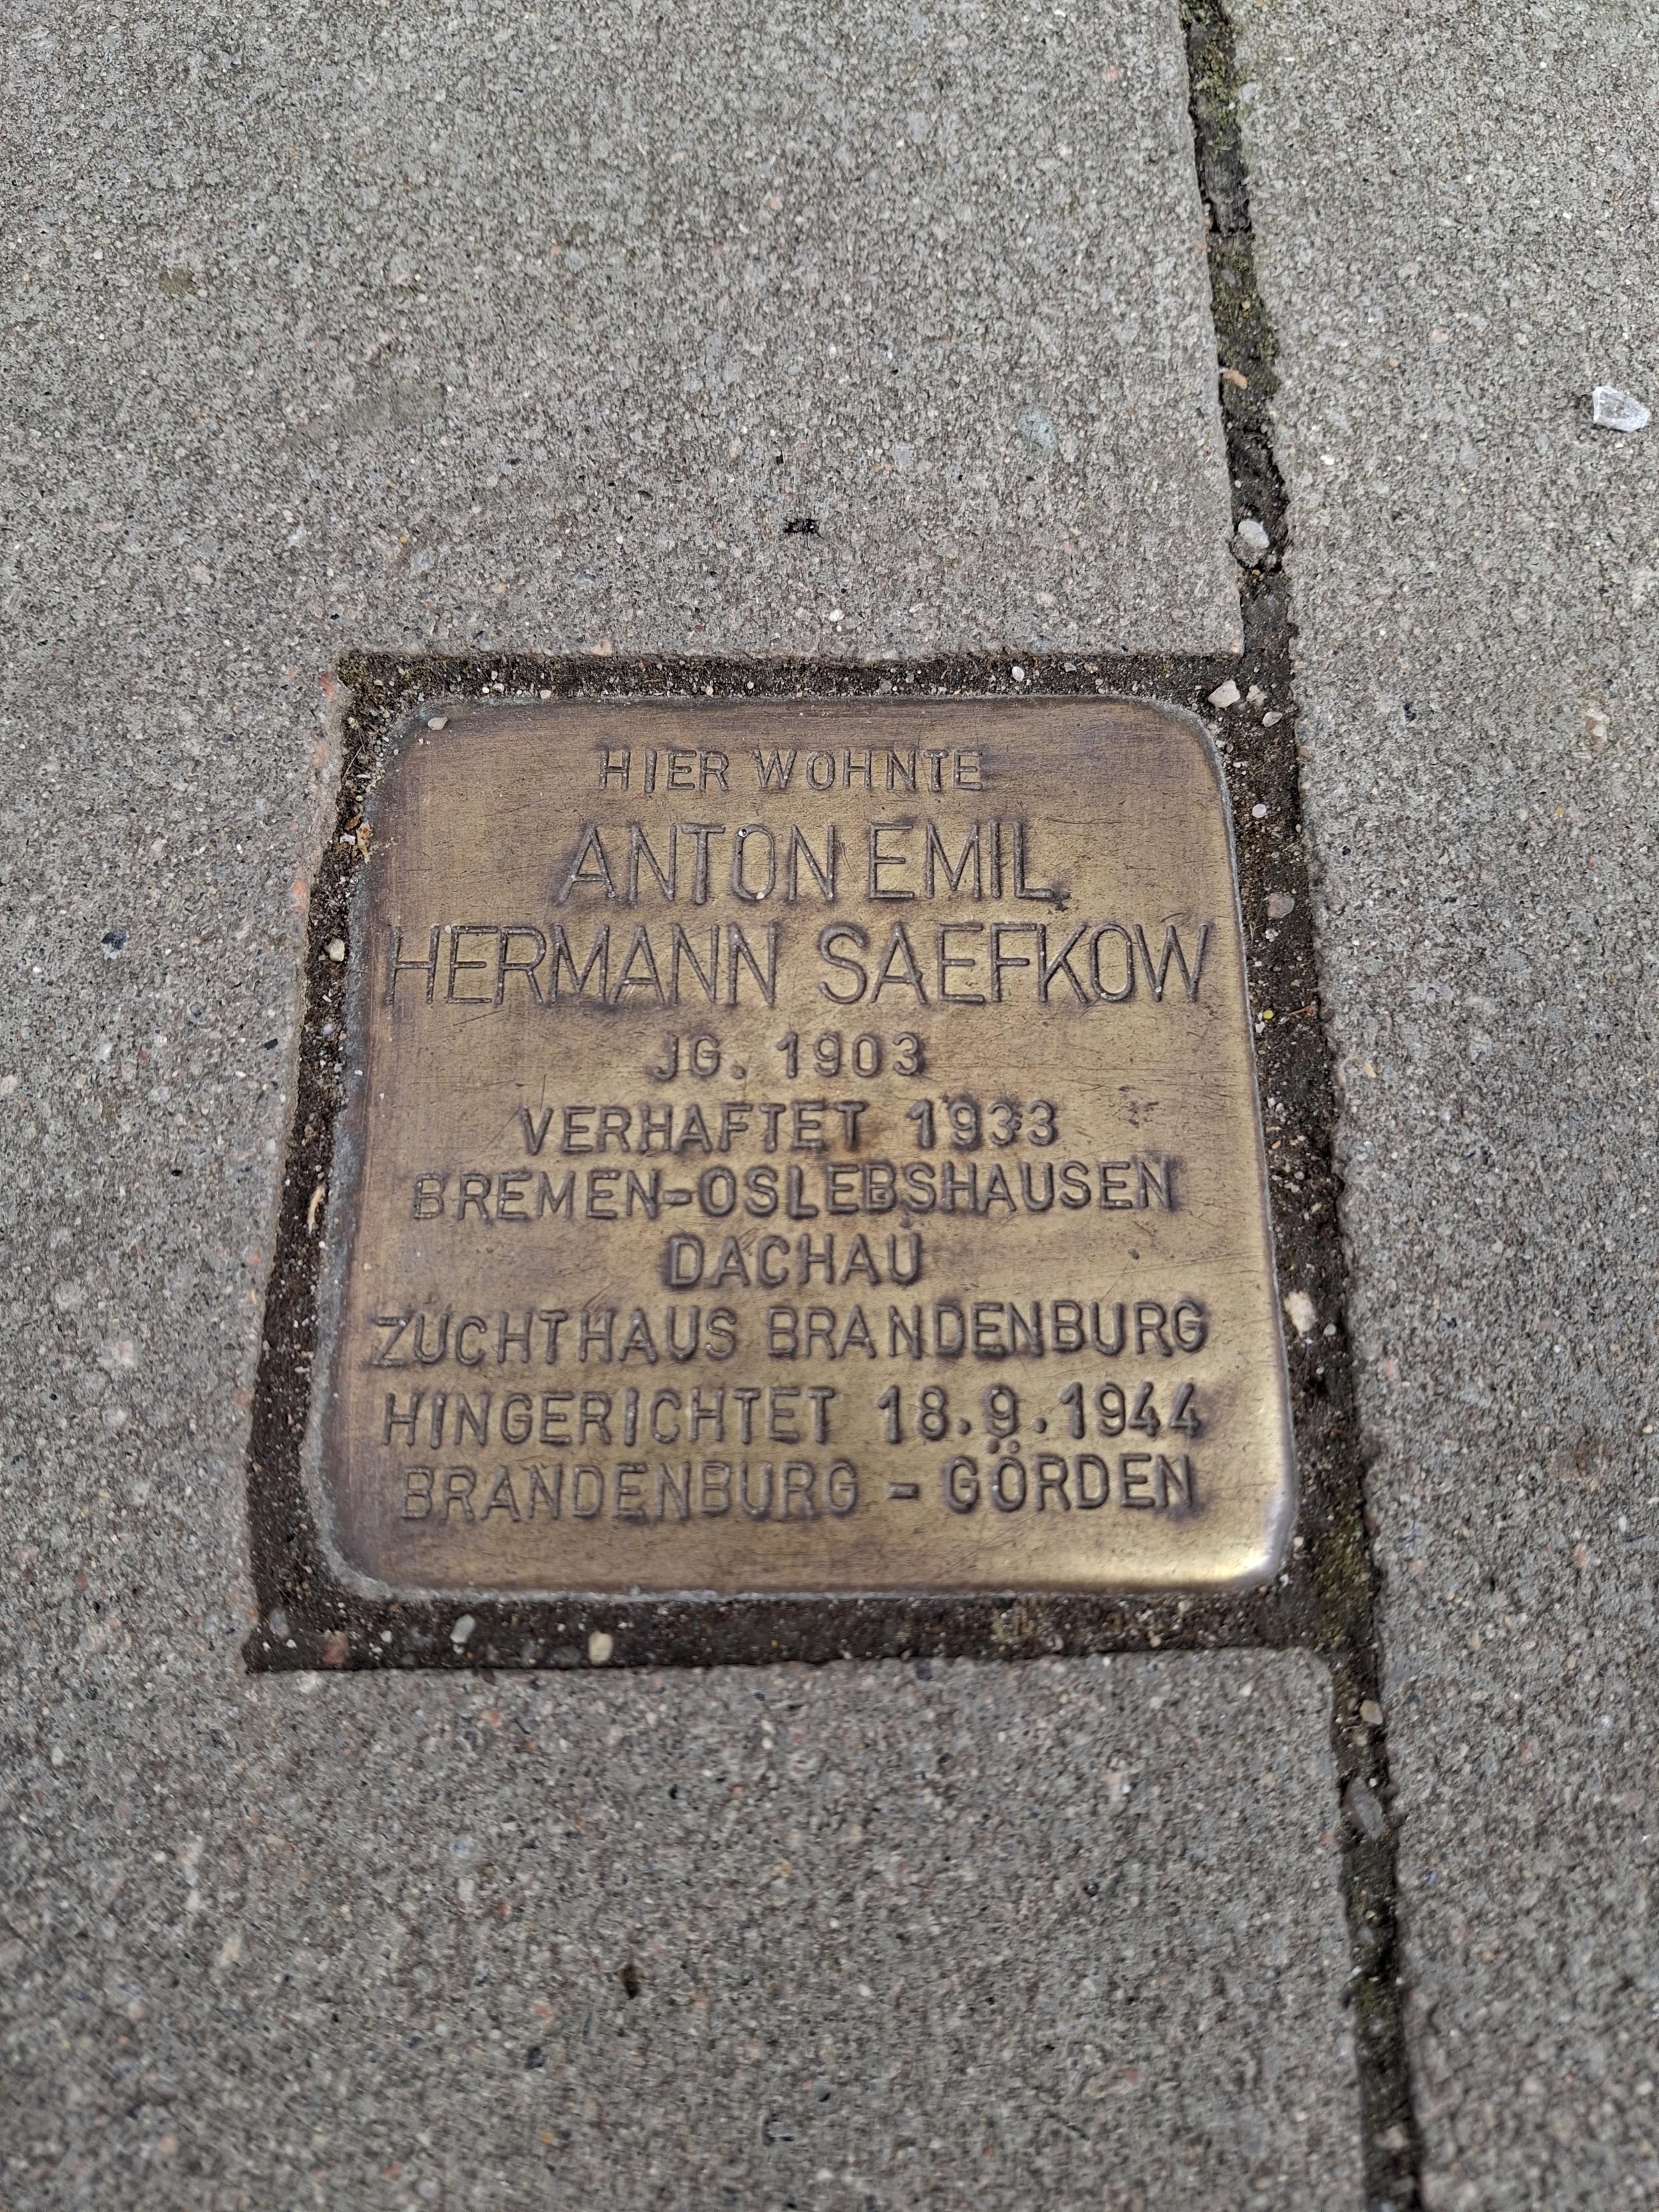 HIER WOHNTE
ANTON EMIL
HERMANN SAEFKOW
JG. 1903
VERHAFTET 1933
BREMEN-OSLEBSHAUSEN
DACHAU
ZUCHTHAUS BRANDENBURG
HINGERICHTET 18.9.1944
BRANDENBURG - GÖRDEN